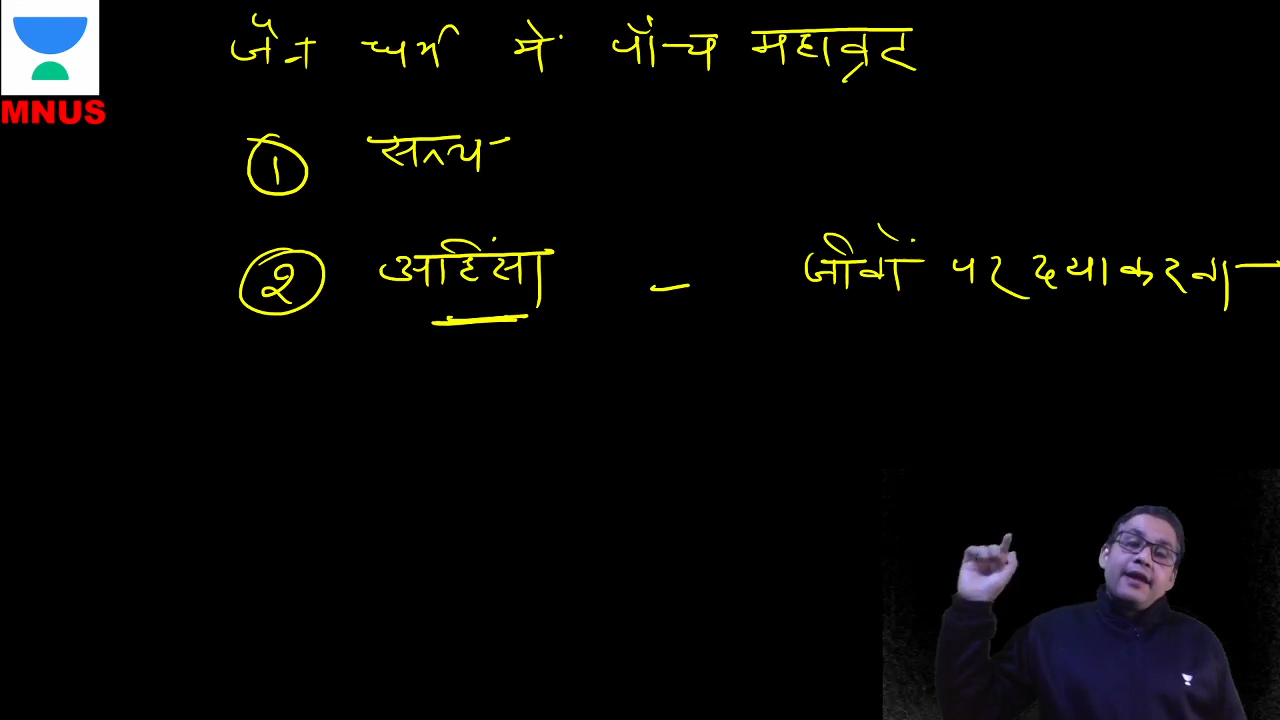 MNUS
जैन धर्म में पाँच महाव्रत
① सत्य
② अहिंसा - जीवों पर दया करना